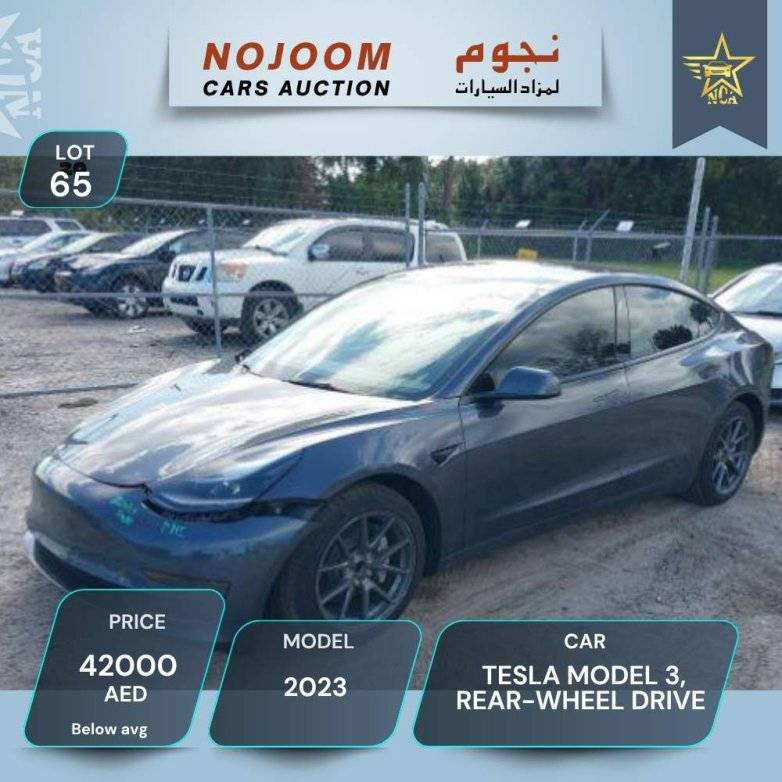 NOJOOM
CARS AUCTION
نجوم
لمزاد السيارات
NCA
NCA
LOT
65
PRICE
42000
AED
Below avg
MODEL
2023
CAR
TESLA MODEL 3,
REAR-WHEEL DRIVE